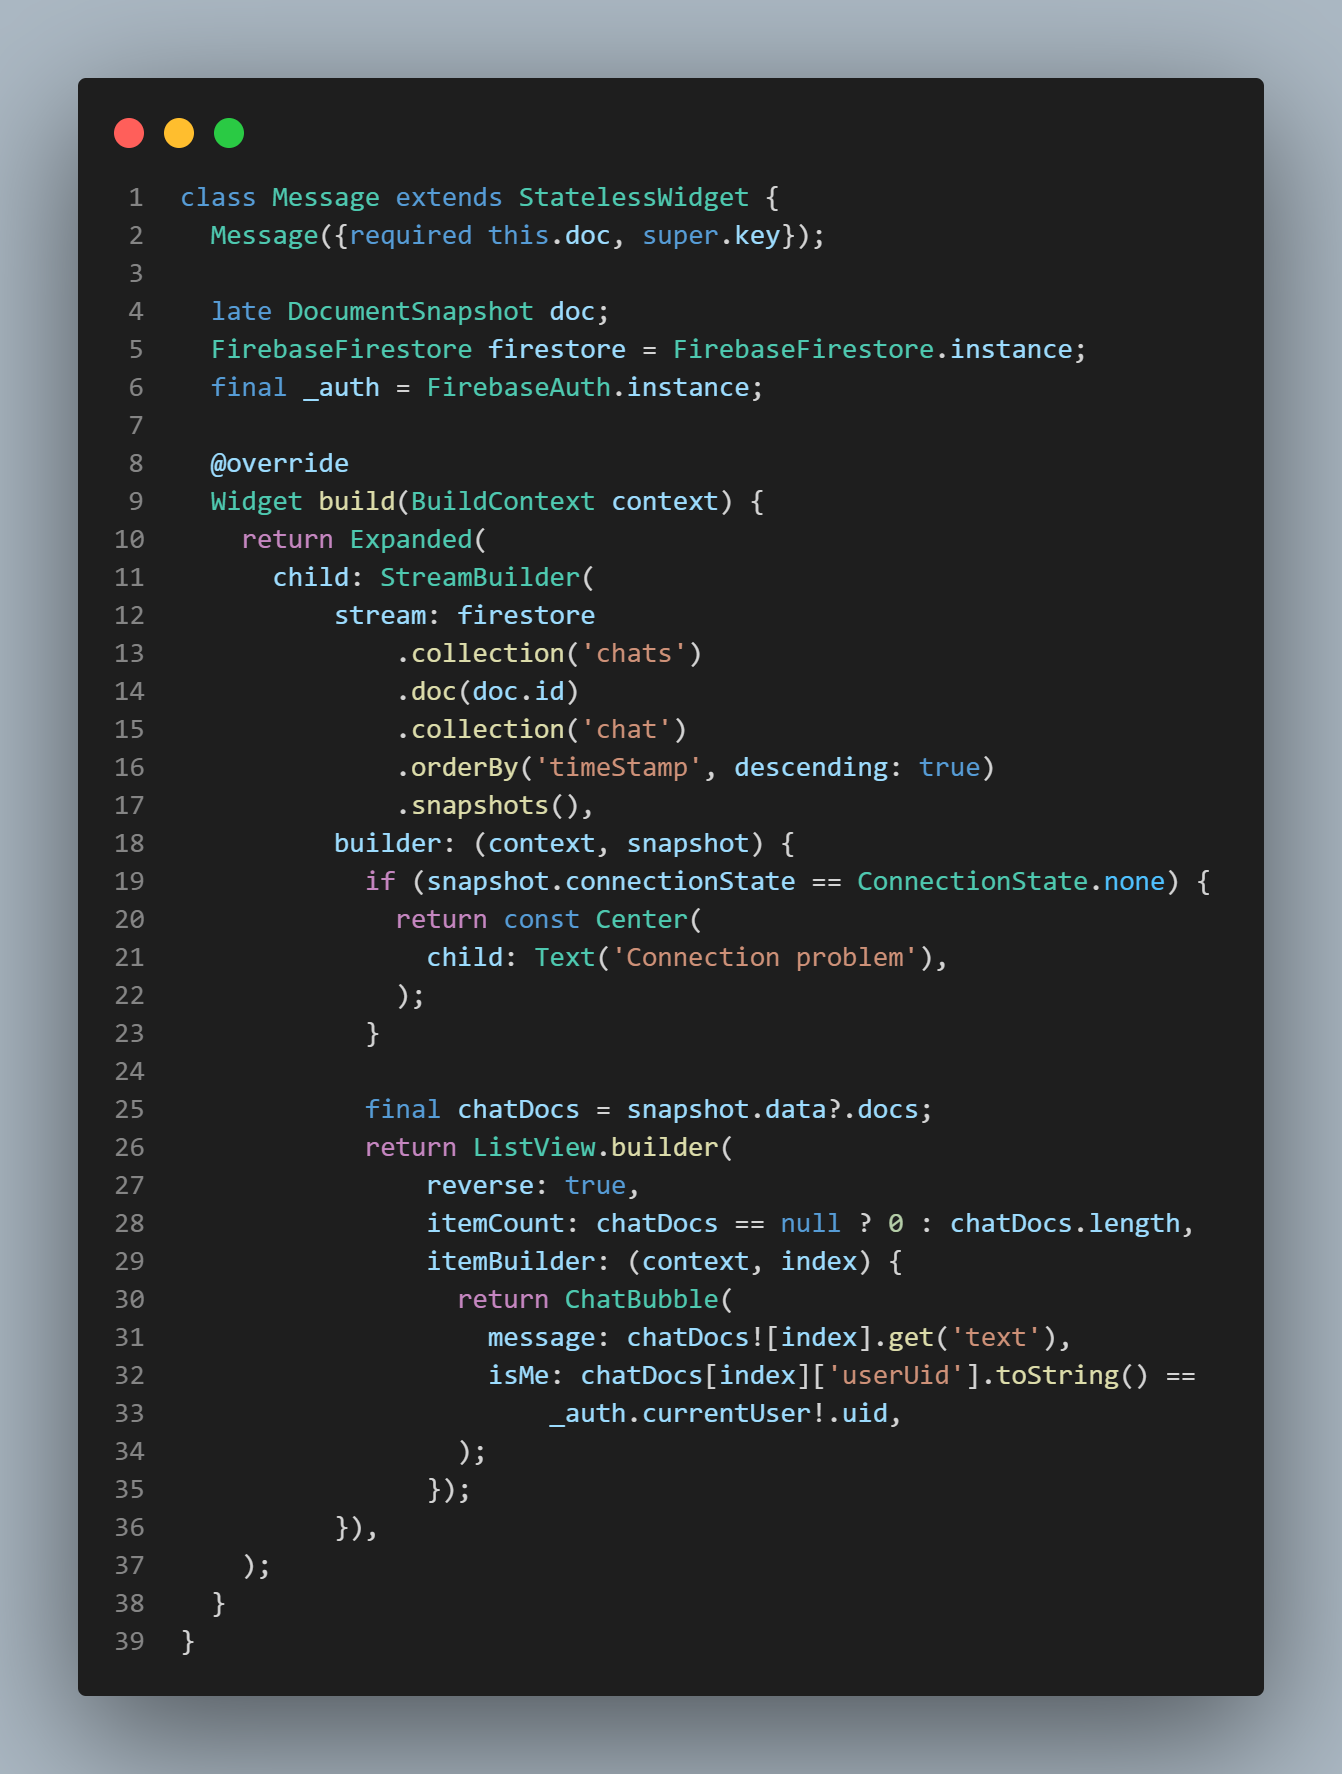 1 class Message extends StatelessWidget {
2   Message({required this.doc, super.key});
3
4   late DocumentSnapshot doc;
5   FirebaseFirestore firestore = FirebaseFirestore.instance;
6   final _auth = FirebaseAuth.instance;
7
8   @override
9   Widget build(BuildContext context) {
10     return Expanded(
11       child: StreamBuilder(
12           stream: firestore
13               .collection('chats')
14               .doc(doc.id)
15               .collection('chat')
16               .orderBy('timeStamp', descending: true)
17               .snapshots(),
18           builder: (context, snapshot) {
19             if (snapshot.connectionState == ConnectionState.none) {
20               return const Center(
21                 child: Text('Connection problem'),
22               );
23             }
24
25             final chatDocs = snapshot.data?.docs;
26             return ListView.builder(
27                 reverse: true,
28                 itemCount: chatDocs == null ? 0 : chatDocs.length,
29                 itemBuilder: (context, index) {
30                   return ChatBubble(
31                     message: chatDocs![index].get('text'),
32                     isMe: chatDocs[index]['userUid'].toString() ==
33                         _auth.currentUser!.uid,
34                   );
35                 });
36           }),
37     );
38   }
39 }